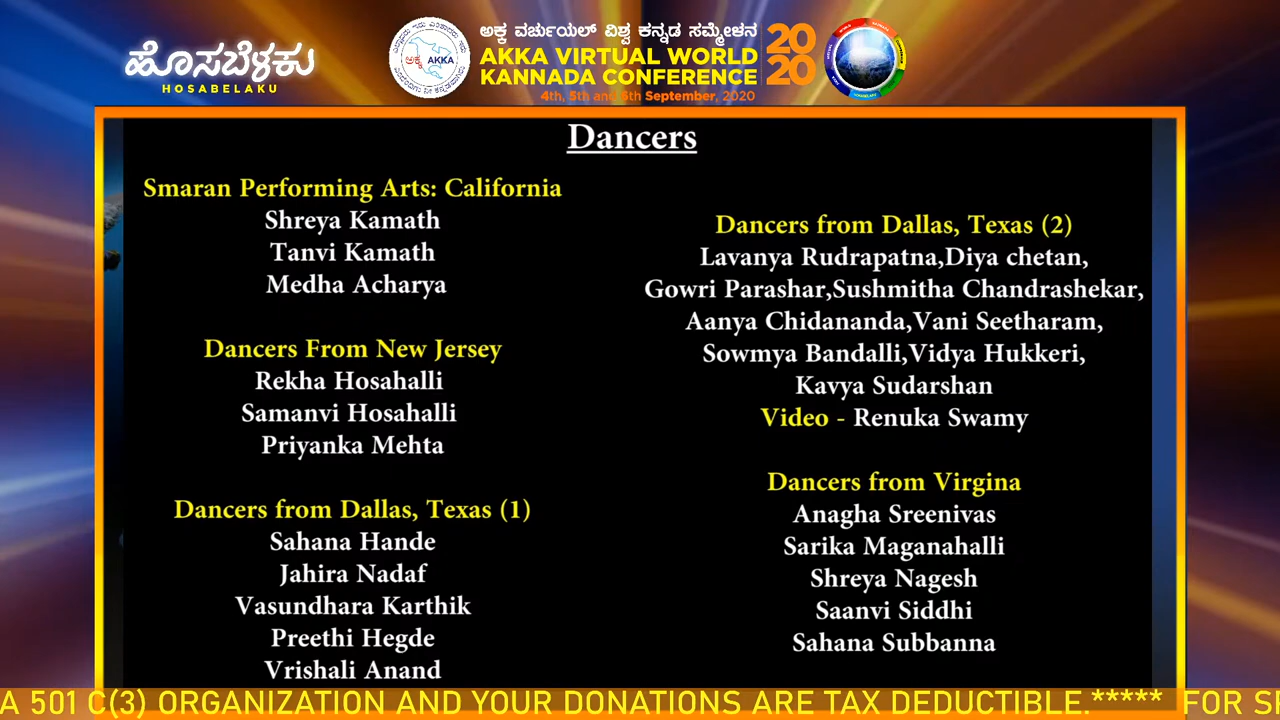 ಹೊಸಬೆಳಕು
HOSABELAKU
ಅಕ್ಕ AKKA
ಅಕ್ಕ ವರ್ಚುಯಲ್ ವಿಶ್ವ ಕನ್ನಡ ಸಮ್ಮೇಳನ
AKKA VIRTUAL WORLD
KANNADA CONFERENCE
2020
4th, 5th and 6th September, 2020
Dancers
Smaran Performing Arts: California
Shreya Kamath
Tanvi Kamath
Medha Acharya
Dancers From New Jersey
Rekha Hosahalli
Samanvi Hosahalli
Priyanka Mehta
Dancers from Dallas, Texas (1)
Sahana Hande
Jahira Nadaf
Vasundhara Karthik
Preethi Hegde
Vrishali Anand
Dancers from Dallas, Texas (2)
Lavanya Rudrapatna,Diya chetan,
Gowri Parashar,Sushmitha Chandrashekar,
Aanya Chidananda,Vani Seetharam,
Sowmya Bandalli,Vidya Hukkeri,
Kavya Sudarshan
Video - Renuka Swamy
Dancers from Virgina
Anagha Sreenivas
Sarika Maganahalli
Shreya Nagesh
Saanvi Siddhi
Sahana Subbanna
A 501 C(3) ORGANIZATION AND YOUR DONATIONS ARE TAX DEDUCTIBLE.***** FOR